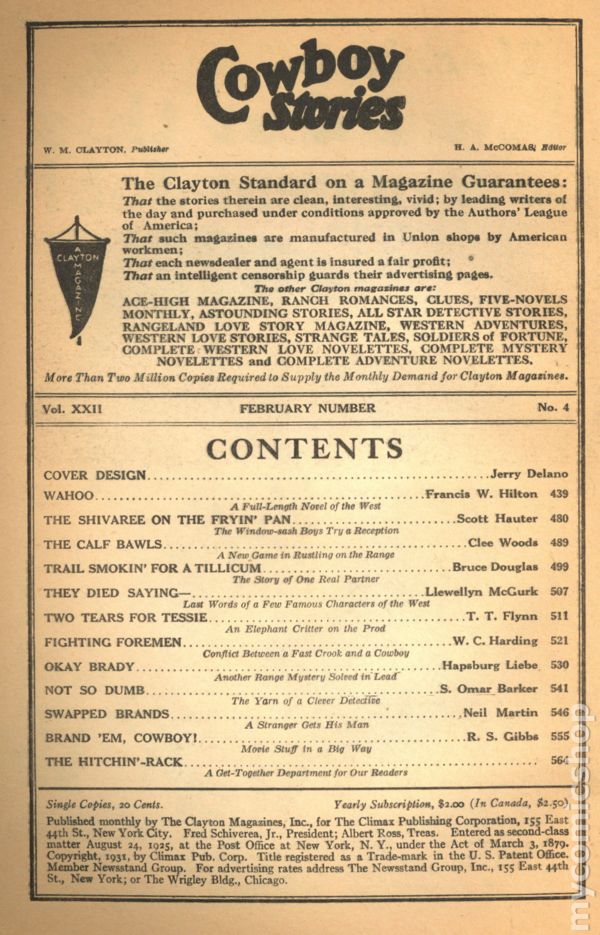 Cowboy
Stories
W. M. CLAYTON, Publisher H. A. McCOMAS, Editor
The Clayton Standard on a Magazine Guarantees:
That the stories therein are clean, interesting, vivid; by leading writers of
the day and purchased under conditions approved by the Authors' League
of America;
That such magazines are manufactured in Union shops by American
workmen;
That each newsdealer and agent is insured a fair profit;
That an intelligent censorship guards their advertising pages.
A
CLAYTON
MAGAZINE
The other Clayton magazines are:
ACE-HIGH MAGAZINE, RANCH ROMANCES, CLUES, FIVE-NOVELS
MONTHLY, ASTOUNDING STORIES, ALL STAR DETECTIVE STORIES,
RANGELAND LOVE STORY MAGAZINE, WESTERN ADVENTURES,
WESTERN LOVE STORIES, STRANGE TALES, SOLDIERS of FORTUNE,
COMPLETE WESTERN LOVE NOVELETTES, COMPLETE MYSTERY
NOVELETTES and COMPLETE ADVENTURE NOVELETTES.
More Than Two Million Copies Required to Supply the Monthly Demand for Clayton Magazines.
Vol. XXII FEBRUARY NUMBER No. 4
CONTENTS
COVER DESIGN Jerry Delano
WAHOO Francis W. Hilton 439
A Full-Length Novel of the West
THE SHIVAREE ON THE FRYIN' PAN Scott Hauter 480
The Window-sash Boys Try a Reception
THE CALF BAWLS Clee Woods 489
A New Game in Rustling on the Range
TRAIL SMOKIN' FOR A TILLICUM Bruce Douglas 499
The Story of One Real Partner
THEY DIED SAYING— Llewellyn McGurk 507
Last Words of a Few Famous Characters of the West
TWO TEARS FOR TESSIE T. T. Flynn 511
An Elephant Critter on the Prod
FIGHTING FOREMEN W. C. Harding 521
Conflict Between a Fast Crook and a Cowboy
OKAY BRADY Hapsburg Liebe 530
Another Range Mystery Solved in Lead
NOT SO DUMB S. Omar Barker 541
The Yarn of a Clever Detective
SWAPPED BRANDS Neil Martin 546
A Stranger Gets His Man
BRAND 'EM, COWBOY! R. S. Gibbs 555
Movie Stuff in a Big Way
THE HITCHIN'-RACK 564
A Get-Together Department for Our Readers
Single Copies, 20 Cents. Yearly Subscription, $2.00 (In Canada, $2.50)
Published monthly by The Clayton Magazines, Inc., for The Climax Publishing Corporation, 155 East
44th St., New York City. Fred Schiverea, Jr., President; Albert Ross, Treas. Entered as second-class
matter August 24, 1925, at the Post Office at New York, N. Y., under the Act of March 3, 1879.
Copyright, 1931, by Climax Pub. Corp. Title registered as a Trade-mark in the U. S. Patent Office.
Member Newsstand Group. For advertising rates address The Newsstand Group, Inc., 155 East 44th
St., New York; or The Wrigley Bldg., Chicago.
mycomicshop